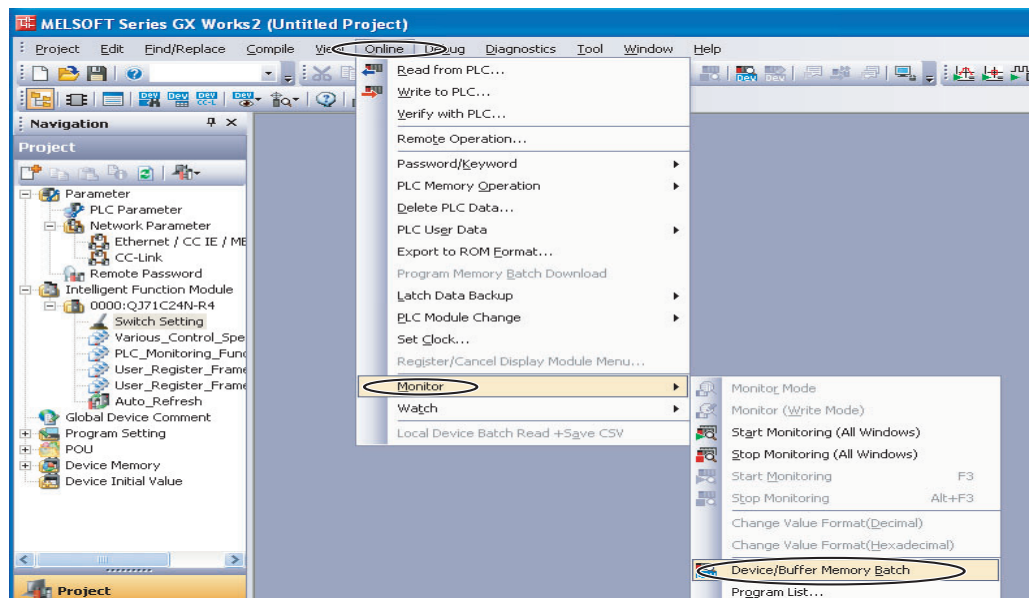 MELSOFT Series GX Works2 (Untitled Project)
Project Edit Find/Replace Compile View Online Debug Diagnostics Tool Window Help
Navigation
Project
Parameter
PLC Parameter
Network Parameter
Ethernet / CC IE / ME
CC-Link
Remote Password
Intelligent Function Module
0000:QJ71C24N-R4
Switch Setting
Various_Control_Spe
PLC_Monitoring_Func
User_Register_Frame
User_Register_Frame
Auto_Refresh
Global Device Comment
Program Setting
POU
Device Memory
Device Initial Value
Project
Read from PLC...
Write to PLC...
Verify with PLC...
Remote Operation...
Password/Keyword
PLC Memory Operation
Delete PLC Data...
PLC User Data
Export to ROM Format...
Program Memory Batch Download
Latch Data Backup
PLC Module Change
Set Clock...
Register/Cancel Display Module Menu...
Monitor
Watch
Local Device Batch Read +Save CSV
Monitor Mode
Monitor (Write Mode)
Start Monitoring (All Windows)
Stop Monitoring (All Windows)
Start Monitoring F3
Stop Monitoring Alt+F3
Change Value Format(Decimal)
Change Value Format(Hexadecimal)
Device/Buffer Memory Batch
Program List...